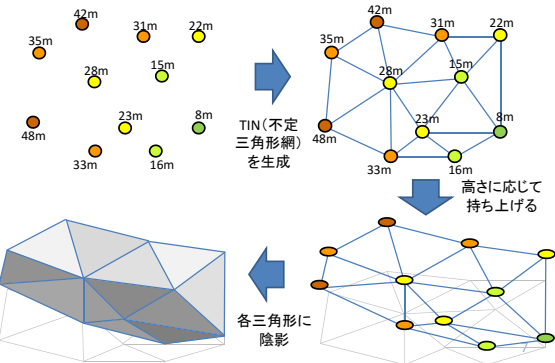 42m
31m
22m
35m
28m
15m
48m
23m
8m
33m
16m
TIN(不定
三角形網)
を生成
42m
31m
22m
35m
28m
15m
48m
23m
8m
33m
16m
高さに応じて
持ち上げる
各三角形に
陰影